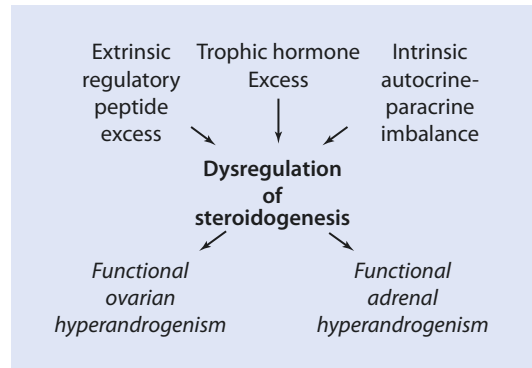 Extrinsic
regulatory
peptide
excess
Trophic hormone
Excess
Intrinsic
autocrine-
paracrine
imbalance
Dysregulation
of
steroidogenesis
Functional
ovarian
hyperandrogenism
Functional
adrenal
hyperandrogenism